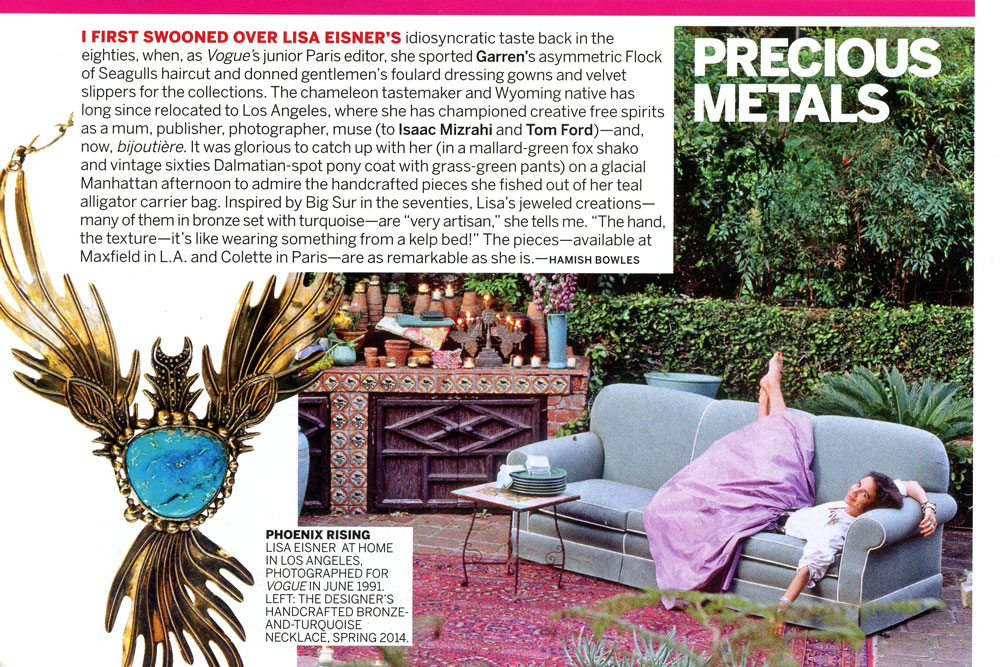 I FIRST SWOONED OVER LISA EISNER'S idiosyncratic taste back in the
eighties, when, as Vogue's junior Paris editor, she sported Garren's asymmetric Flock
of Seagulls haircut and donned gentlemen's foulard dressing gowns and velvet
slippers for the collections. The chameleon tastemaker and Wyoming native has
long since relocated to Los Angeles, where she has championed creative free spirits
as a mum, publisher, photographer, muse (to Isaac Mizrahi and Tom Ford)—and,
now, bijoutière. It was glorious to catch up with her (in a mallard-green fox shako
and vintage sixties Dalmatian-spot pony coat with grass-green pants) on a glacial
Manhattan afternoon to admire the handcrafted pieces she fished out of her teal
alligator carrier bag. Inspired by Big Sur in the seventies, Lisa's jeweled creations—
many of them in bronze set with turquoise—are “very artisan,” she tells me. “The hand,
the texture—it's like wearing something from a kelp bed!” The pieces—available at
Maxfield in L.A. and Colette in Paris—are as remarkable as she is.—HAMISH BOWLES
PRECIOUS
METALS
PHOENIX RISING
LISA EISNER AT HOME
IN LOS ANGELES,
PHOTOGRAPHED FOR
VOGUE IN JUNE 1991.
LEFT: THE DESIGNER'S
HANDCRAFTED BRONZE-
AND-TURQUOISE
NECKLACE, SPRING 2014.